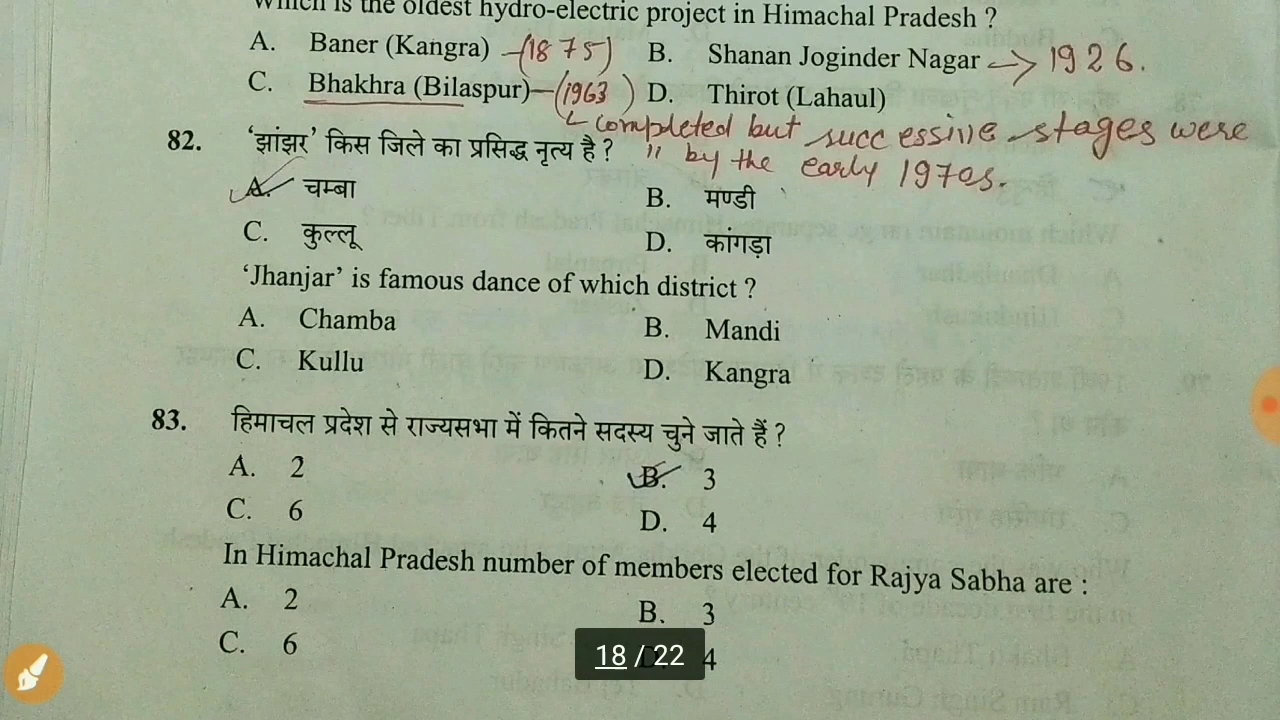 Which is the oldest hydro-electric project in Himachal Pradesh ?
A. Baner (Kangra) -(1875) B. Shanan Joginder Nagar → 1926.
C. Bhakhra (Bilaspur)-(1963) D. Thirot (Lahaul)
↳ completed but successive stages were
82. 'झांझर' किस जिले का प्रसिद्ध नृत्य है ? " by the early 1970s.
A. चम्बा B. मण्डी
C. कुल्लू D. कांगड़ा
'Jhanjar' is famous dance of which district ?
A. Chamba B. Mandi
C. Kullu D. Kangra
83. हिमाचल प्रदेश से राज्यसभा में कितने सदस्य चुने जाते हैं ?
A. 2 B. 3
C. 6 D. 4
In Himachal Pradesh number of members elected for Rajya Sabha are :
A. 2 B. 3
C. 6 D. 4
18 / 22